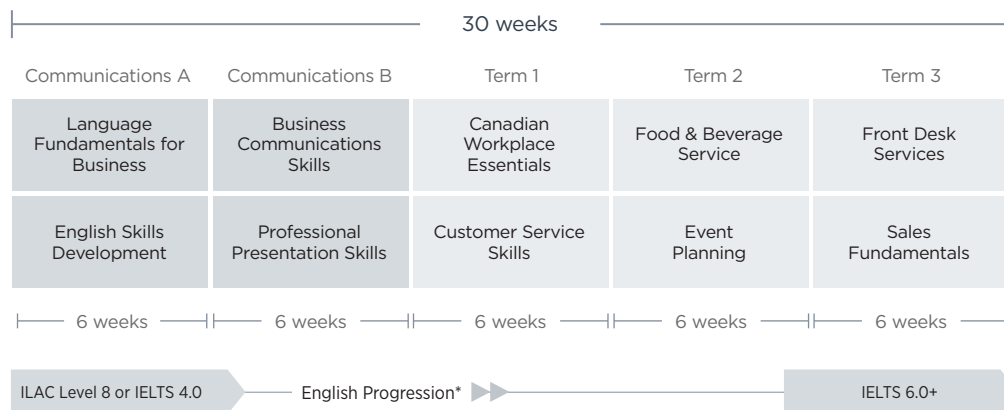 30 weeks
Communications A
Communications B
Term 1
Term 2
Term 3
Language
Fundamentals for
Business
Business
Communications
Skills
Canadian
Workplace
Essentials
Food & Beverage
Service
Front Desk
Services
English Skills
Development
Professional
Presentation Skills
Customer Service
Skills
Event
Planning
Sales
Fundamentals
6 weeks
6 weeks
6 weeks
6 weeks
6 weeks
ILAC Level 8 or IELTS 4.0
English Progression*
IELTS 6.0+